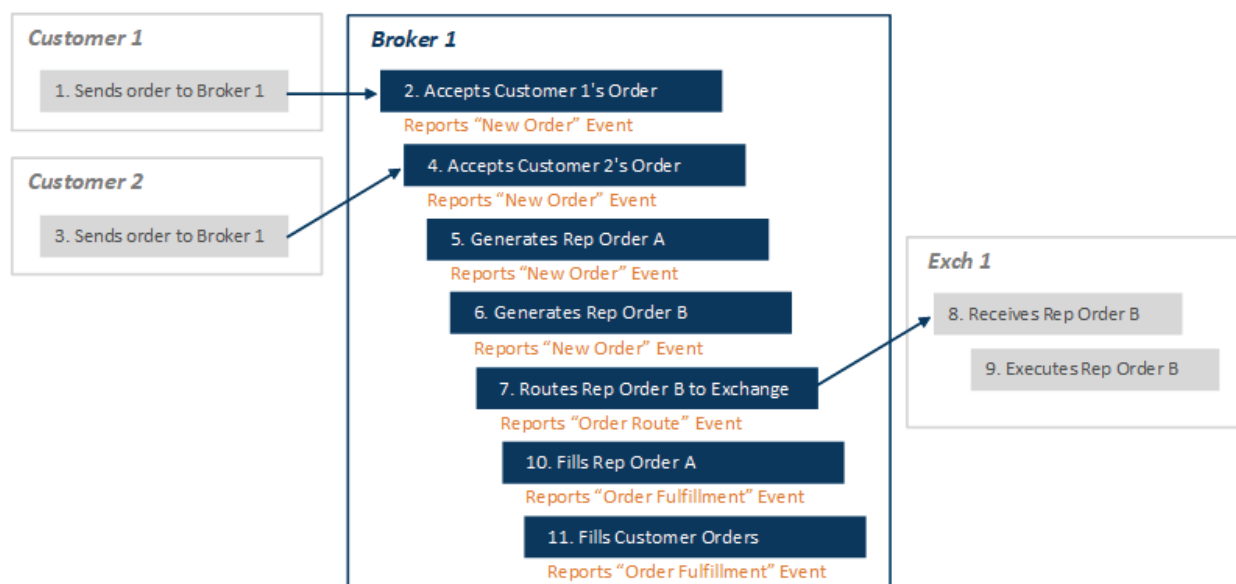 Customer 1
1. Sends order to Broker 1
Customer 2
3. Sends order to Broker 1
Broker 1
2. Accepts Customer 1's Order
Reports “New Order” Event
4. Accepts Customer 2's Order
Reports “New Order” Event
5. Generates Rep Order A
Reports “New Order” Event
6. Generates Rep Order B
Reports “New Order” Event
7. Routes Rep Order B to Exchange
Reports “Order Route” Event
10. Fills Rep Order A
Reports “Order Fulfillment” Event
11. Fills Customer Orders
Reports “Order Fulfillment” Event
Exch 1
8. Receives Rep Order B
9. Executes Rep Order B